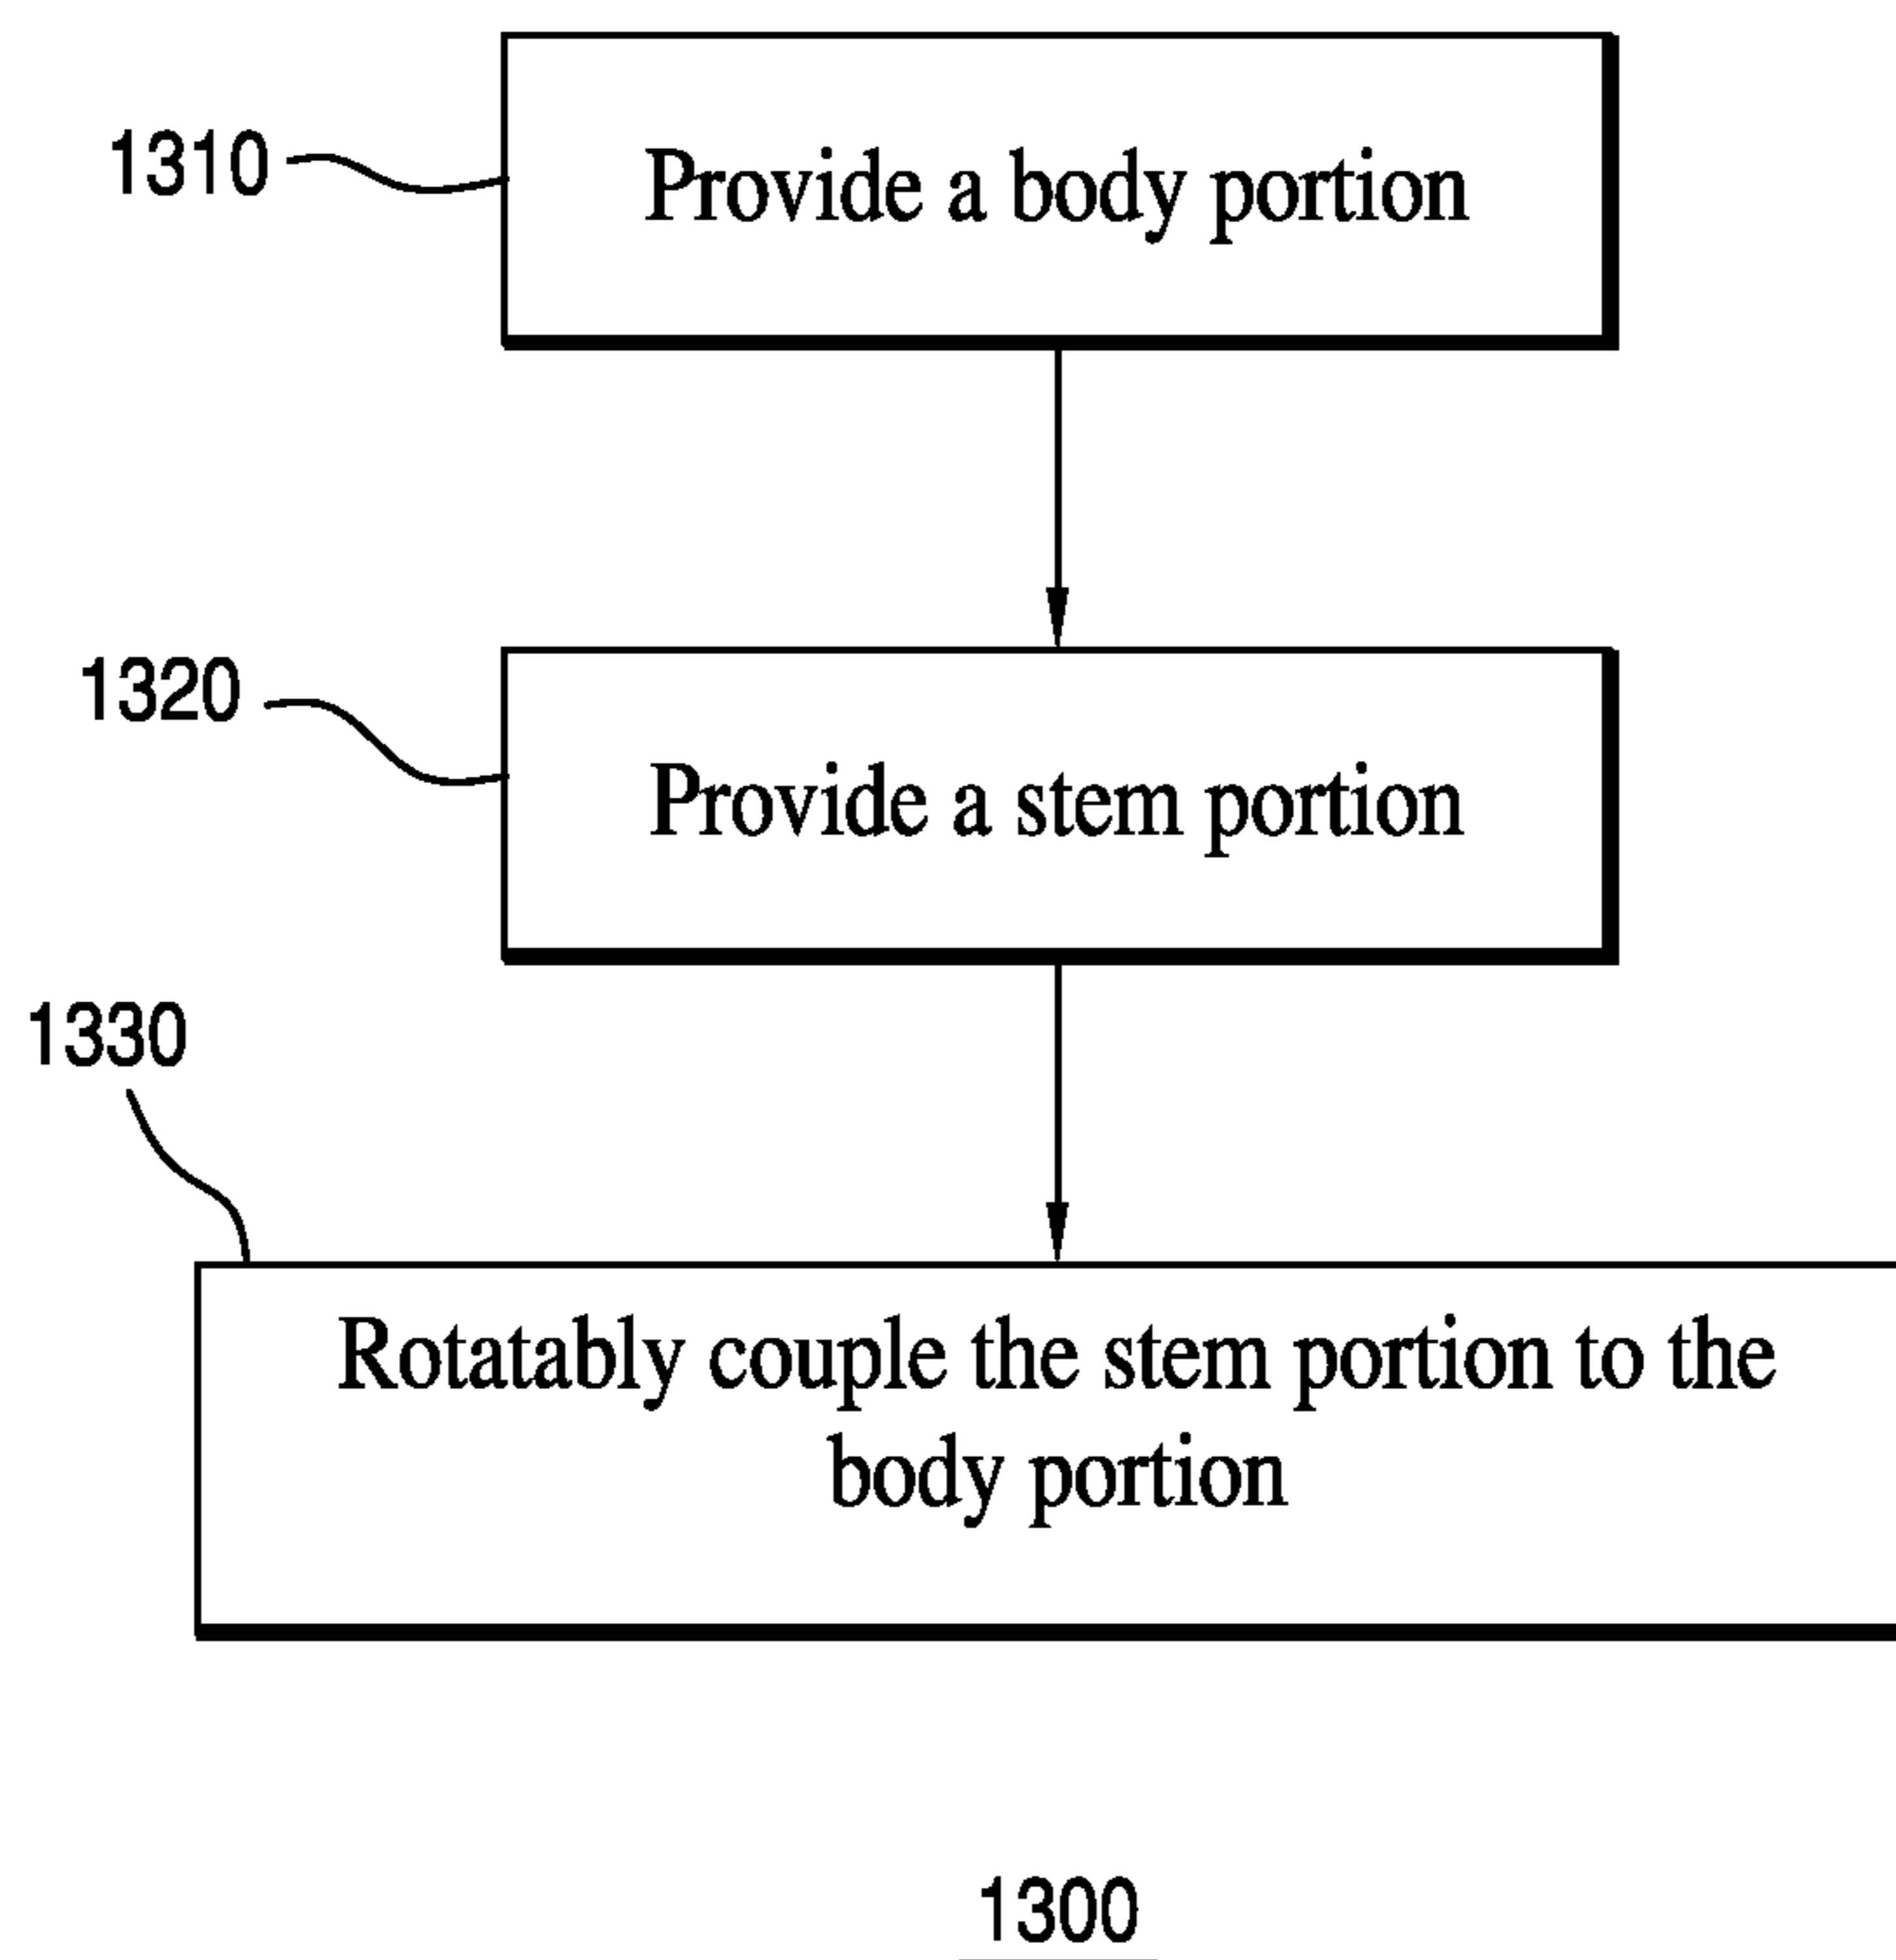 1310
Provide a body portion
1320
Provide a stem portion
1330
Rotatably couple the stem portion to the
body portion
1300